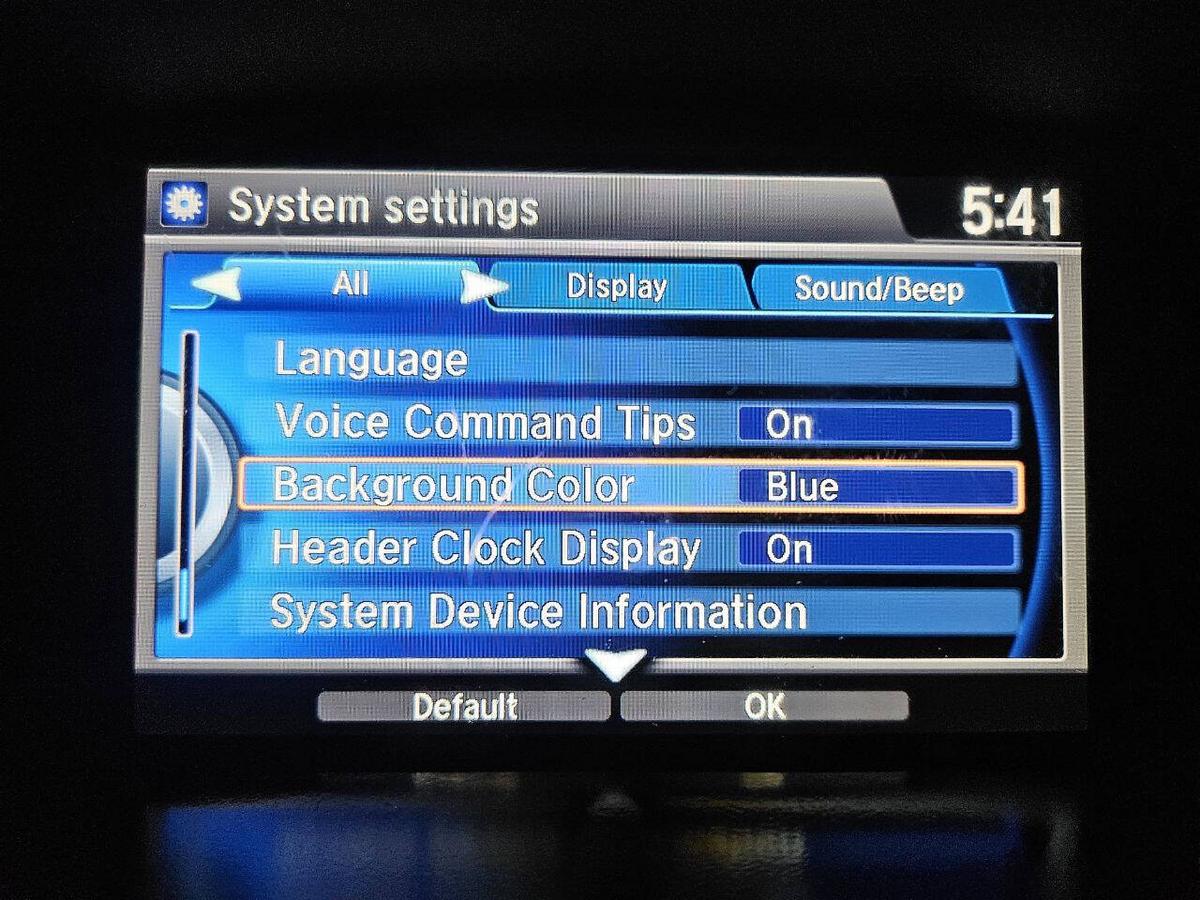 System settings 5:41
All Display Sound/Beep
Language
Voice Command Tips On
Background Color Blue
Header Clock Display On
System Device Information
Default OK